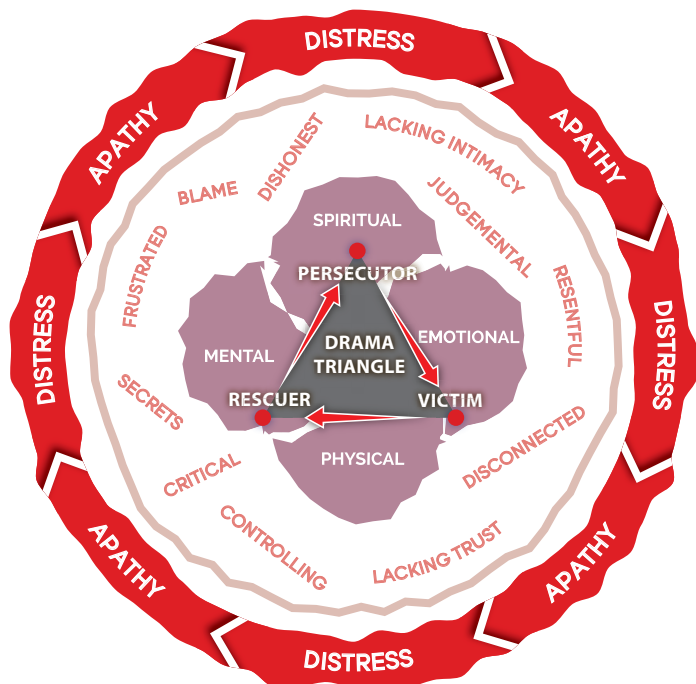 DISTRESS
APATHY
DISTRESS
APATHY
DISTRESS
APATHY
DISTRESS
APATHY
LACKING INTIMACY
JUDGEMENTAL
RESENTFUL
DISCONNECTED
LACKING TRUST
CONTROLLING
CRITICAL
SECRETS
FRUSTRATED
BLAME
DISHONEST
SPIRITUAL
PERSECUTOR
MENTAL
DRAMA
TRIANGLE
EMOTIONAL
RESCUER
VICTIM
PHYSICAL